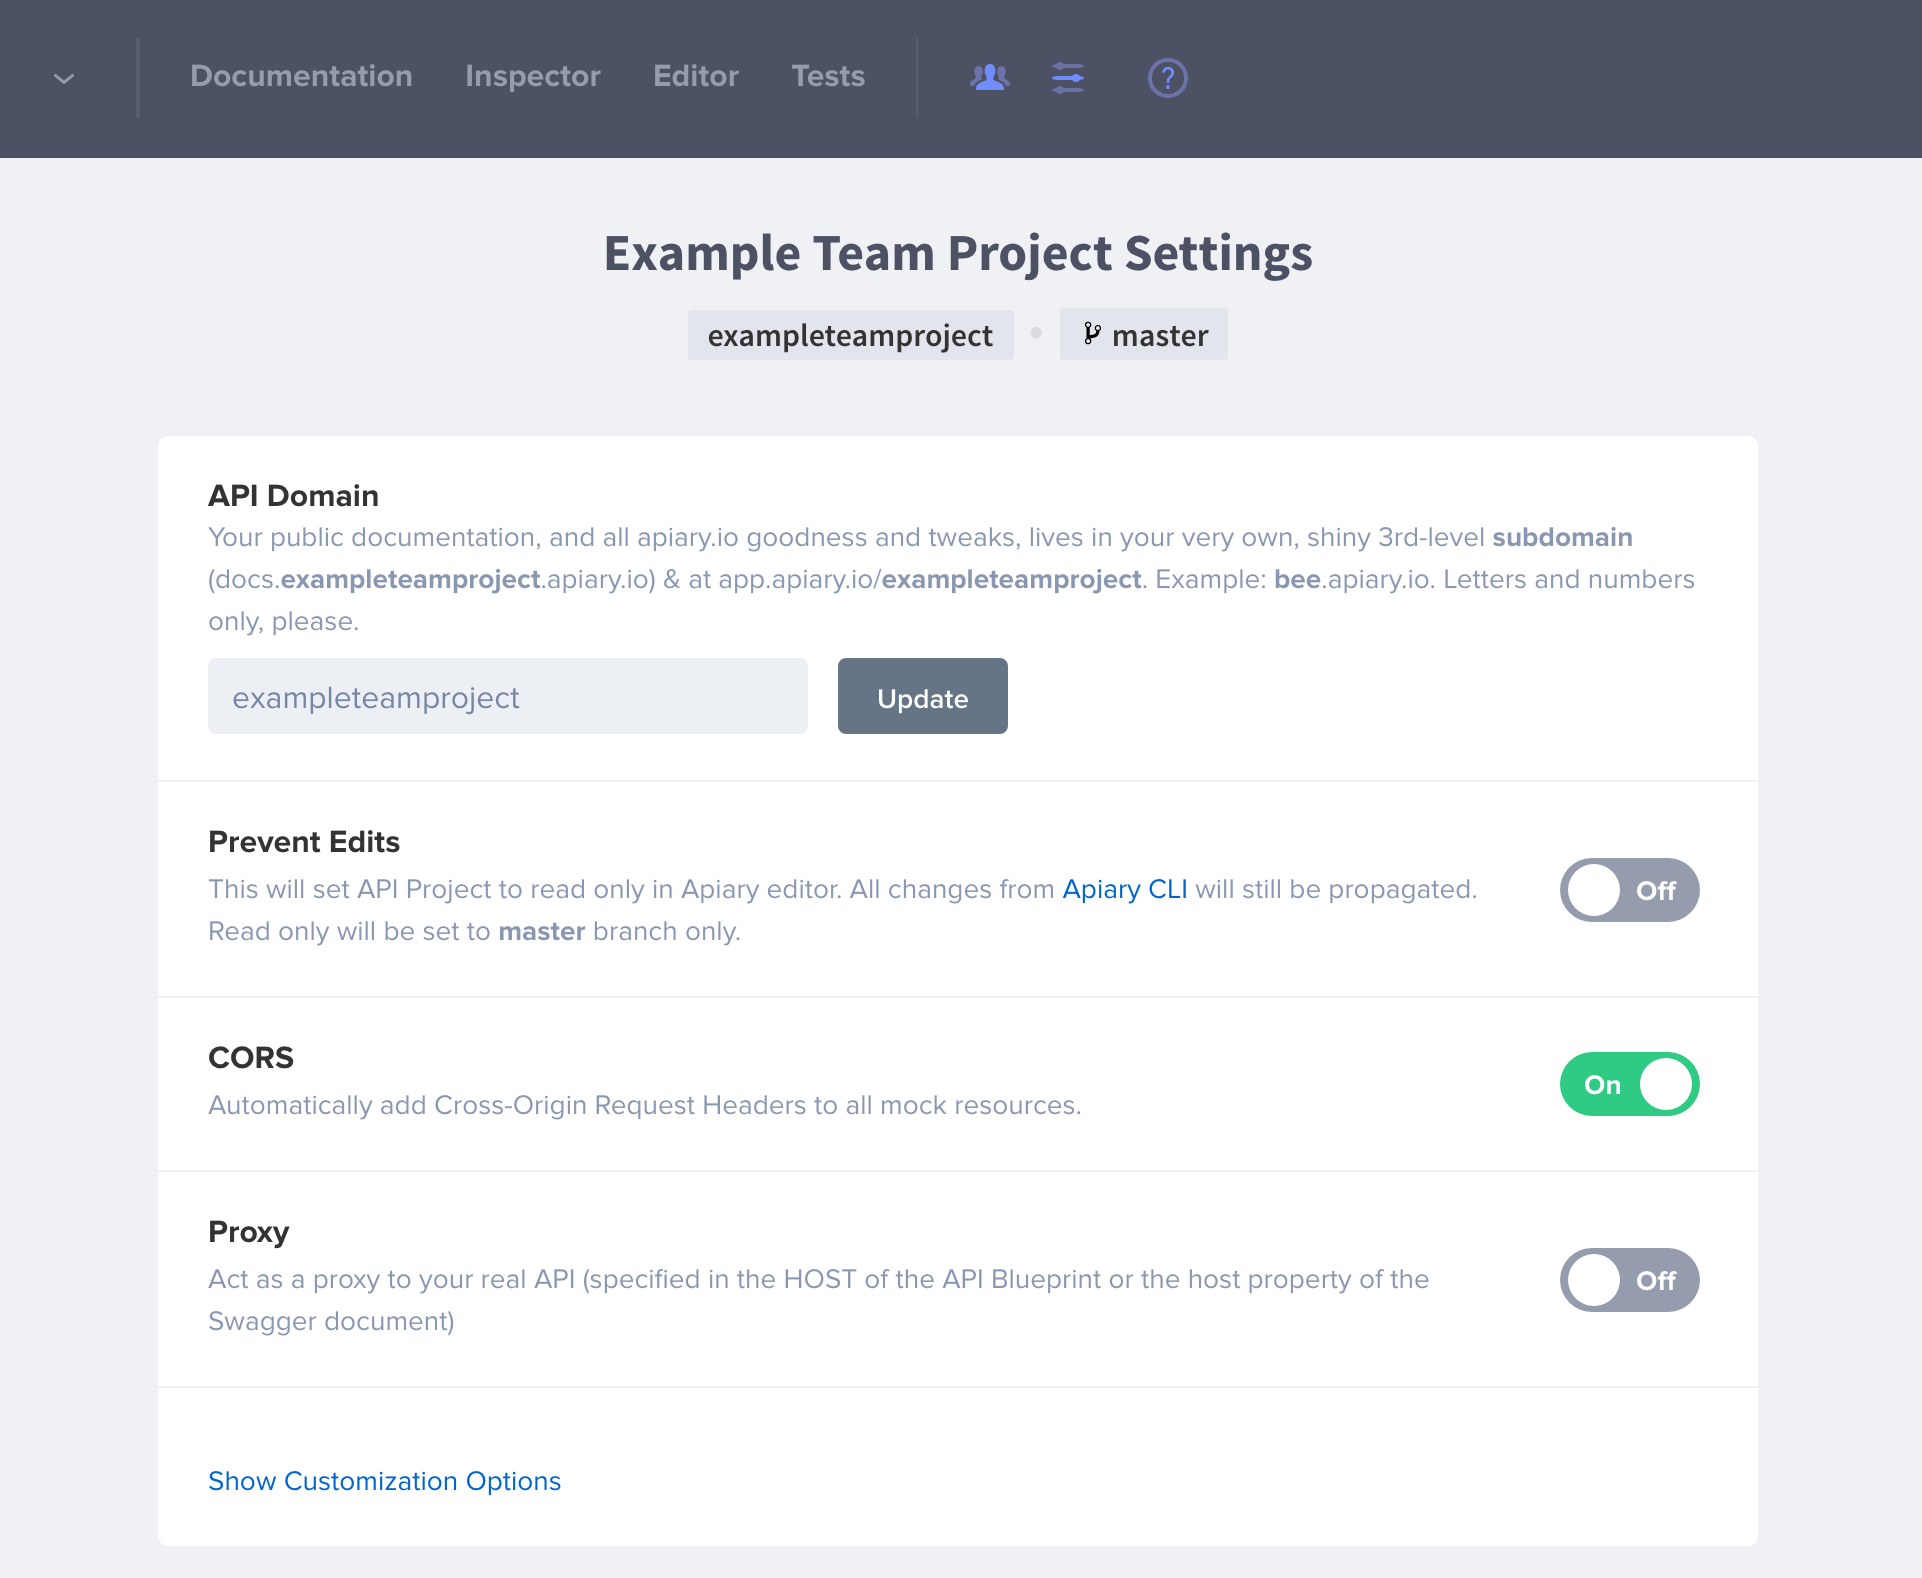 Documentation Inspector Editor Tests ?
Example Team Project Settings
exampleteamproject master
API Domain
Your public documentation, and all apiary.io goodness and tweaks, lives in your very own, shiny 3rd-level subdomain
(docs.exampleteamproject.apiary.io) & at app.apiary.io/exampleteamproject. Example: bee.apiary.io. Letters and numbers
only, please.
exampleteamproject Update
Prevent Edits
This will set API Project to read only in Apiary editor. All changes from Apiary CLI will still be propagated.
Read only will be set to master branch only.
Off
CORS
Automatically add Cross-Origin Request Headers to all mock resources.
On
Proxy
Act as a proxy to your real API (specified in the HOST of the API Blueprint or the host property of the
Swagger document)
Off
Show Customization Options